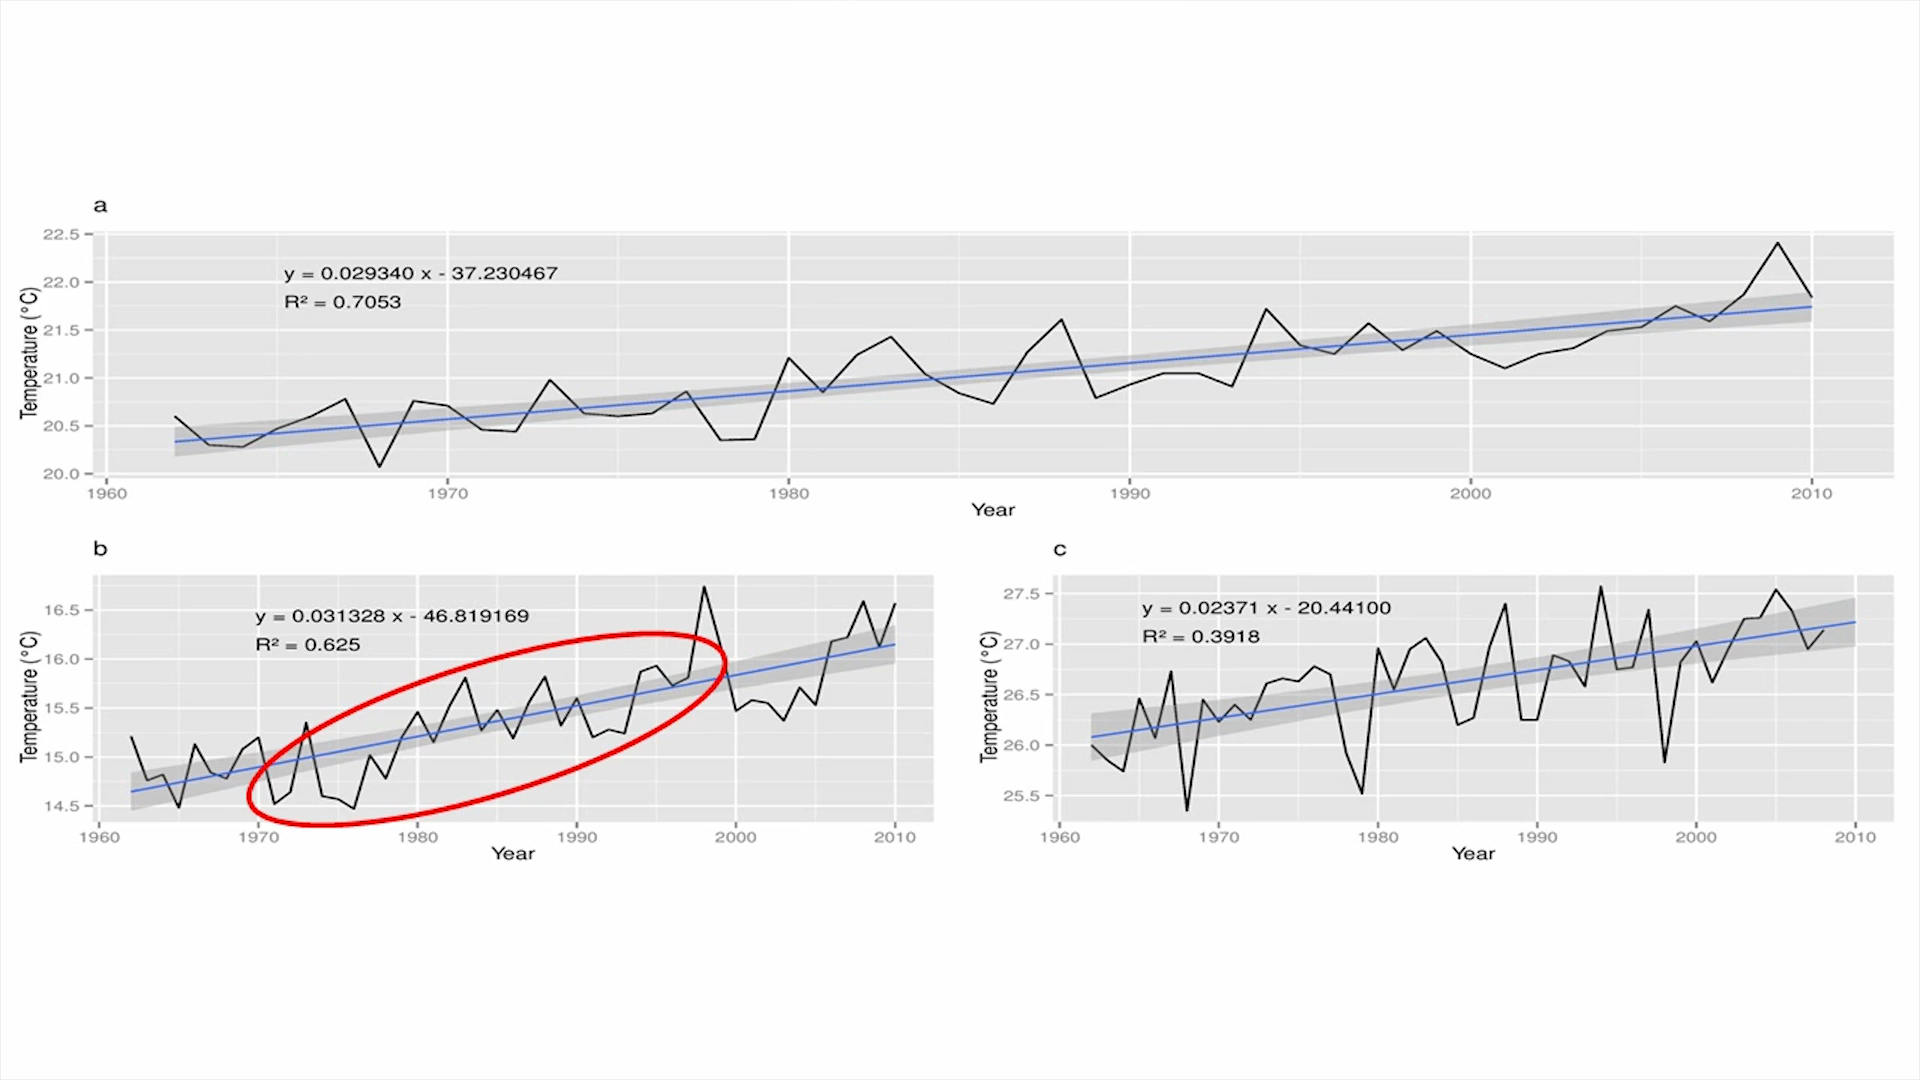 a
22.5
22.0
21.5
21.0
20.5
20.0
Temperature (°C)
y = 0.029340 x - 37.230467
R² = 0.7053
1960 1970 1980 1990 2000 2010
Year
b
16.5
16.0
15.5
15.0
14.5
Temperature (°C)
y = 0.031328 x - 46.819169
R² = 0.625
1960 1970 1980 1990 2000 2010
Year
c
27.5
27.0
26.5
26.0
25.5
Temperature (°C)
y = 0.02371 x - 20.44100
R² = 0.3918
1960 1970 1980 1990 2000 2010
Year